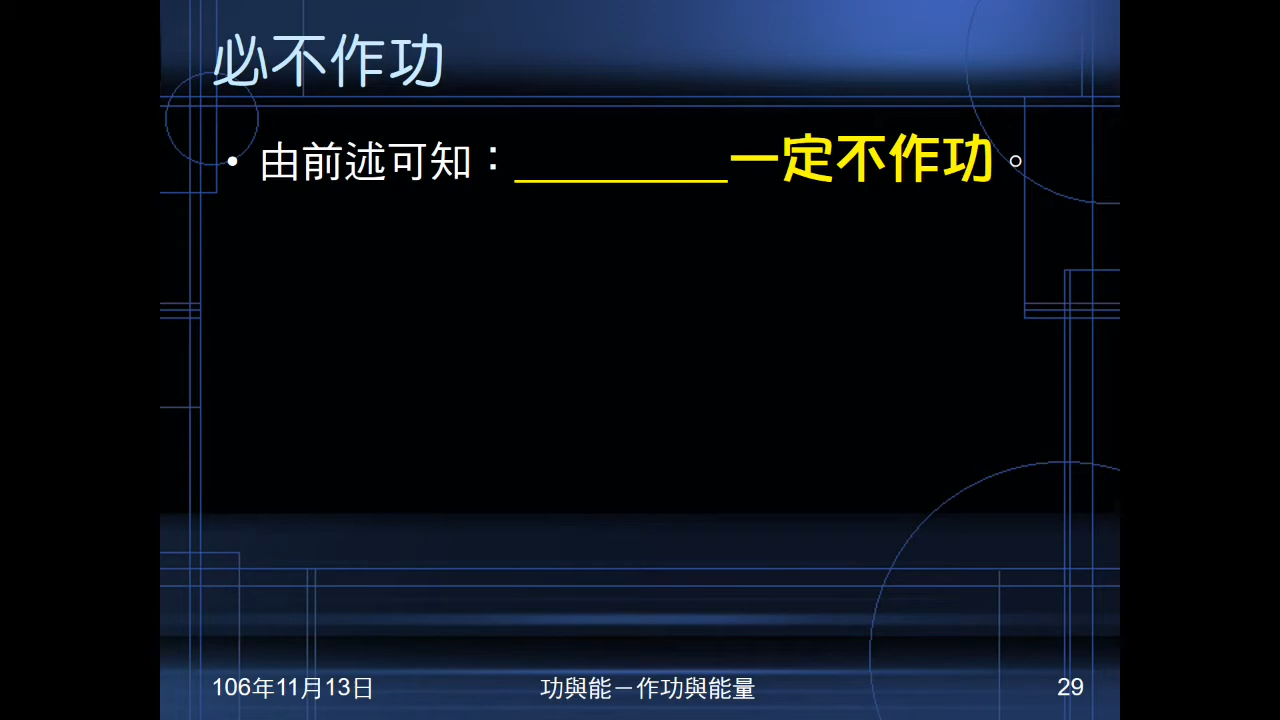 必不作功
• 由前述可知：__________一定不作功。
106年11月13日
功與能－作功與能量
29